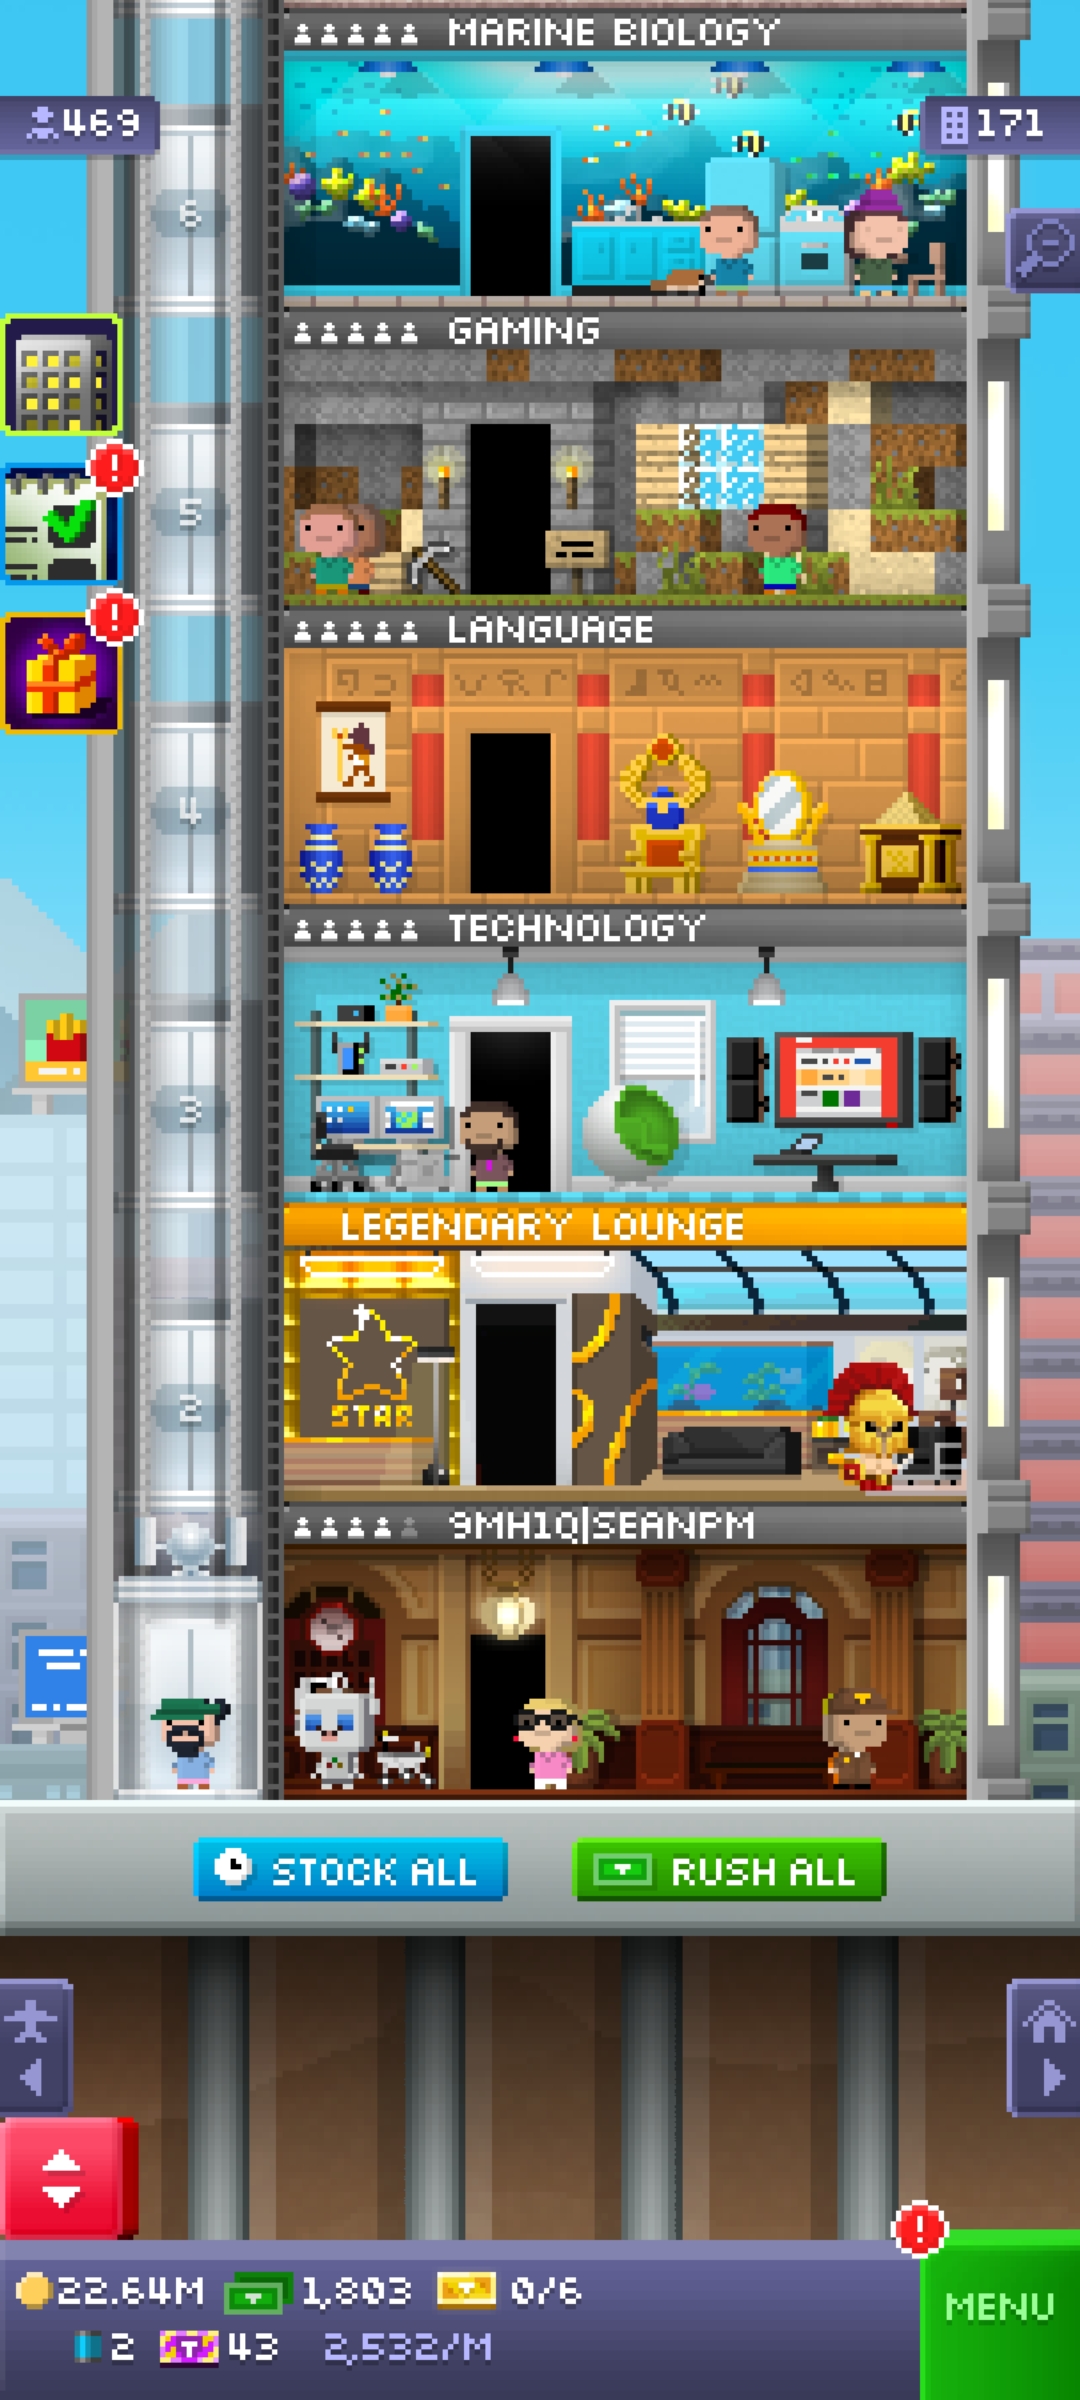 MARINE BIOLOGY
469
171
6
GAMING
5
LANGUAGE
4
TECHNOLOGY
3
LEGENDARY LOUNGE
STAR
2
9MH1Q|SEANPM
STOCK ALL
RUSH ALL
22.64M 1,803 0/6
2 43 2,532/M
MENU